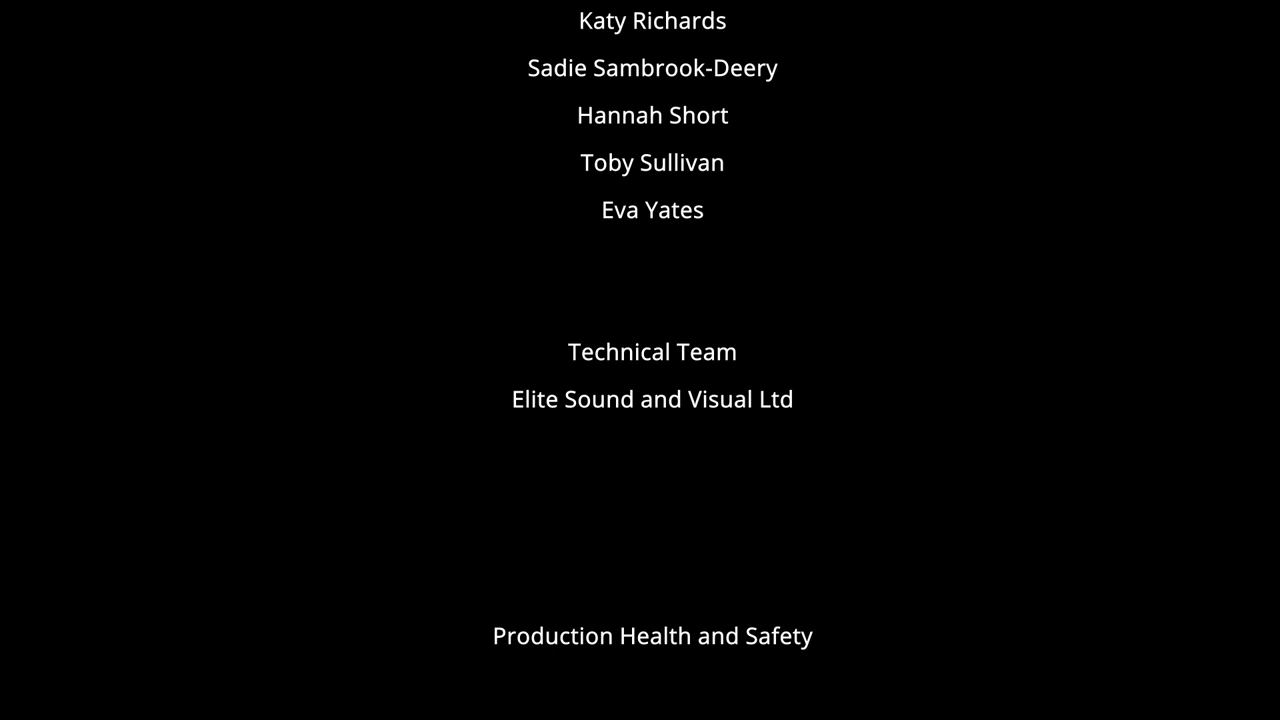 Katy Richards
Sadie Sambrook-Deery
Hannah Short
Toby Sullivan
Eva Yates
Technical Team
Elite Sound and Visual Ltd
Production Health and Safety